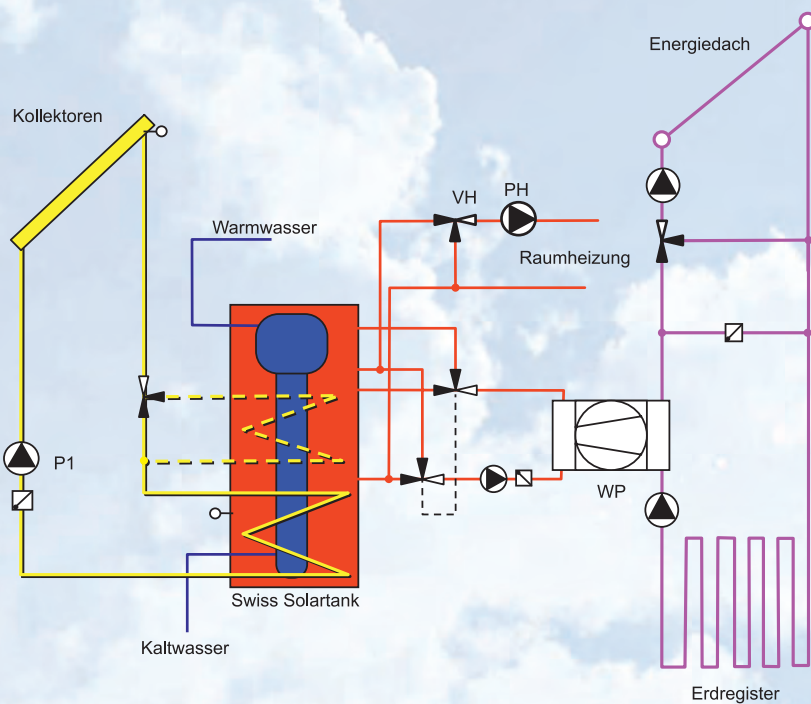 Energiedach
Kollektoren
VH
PH
Warmwasser
Raumheizung
P1
WP
Swiss Solartank
Kaltwasser
Erdregister